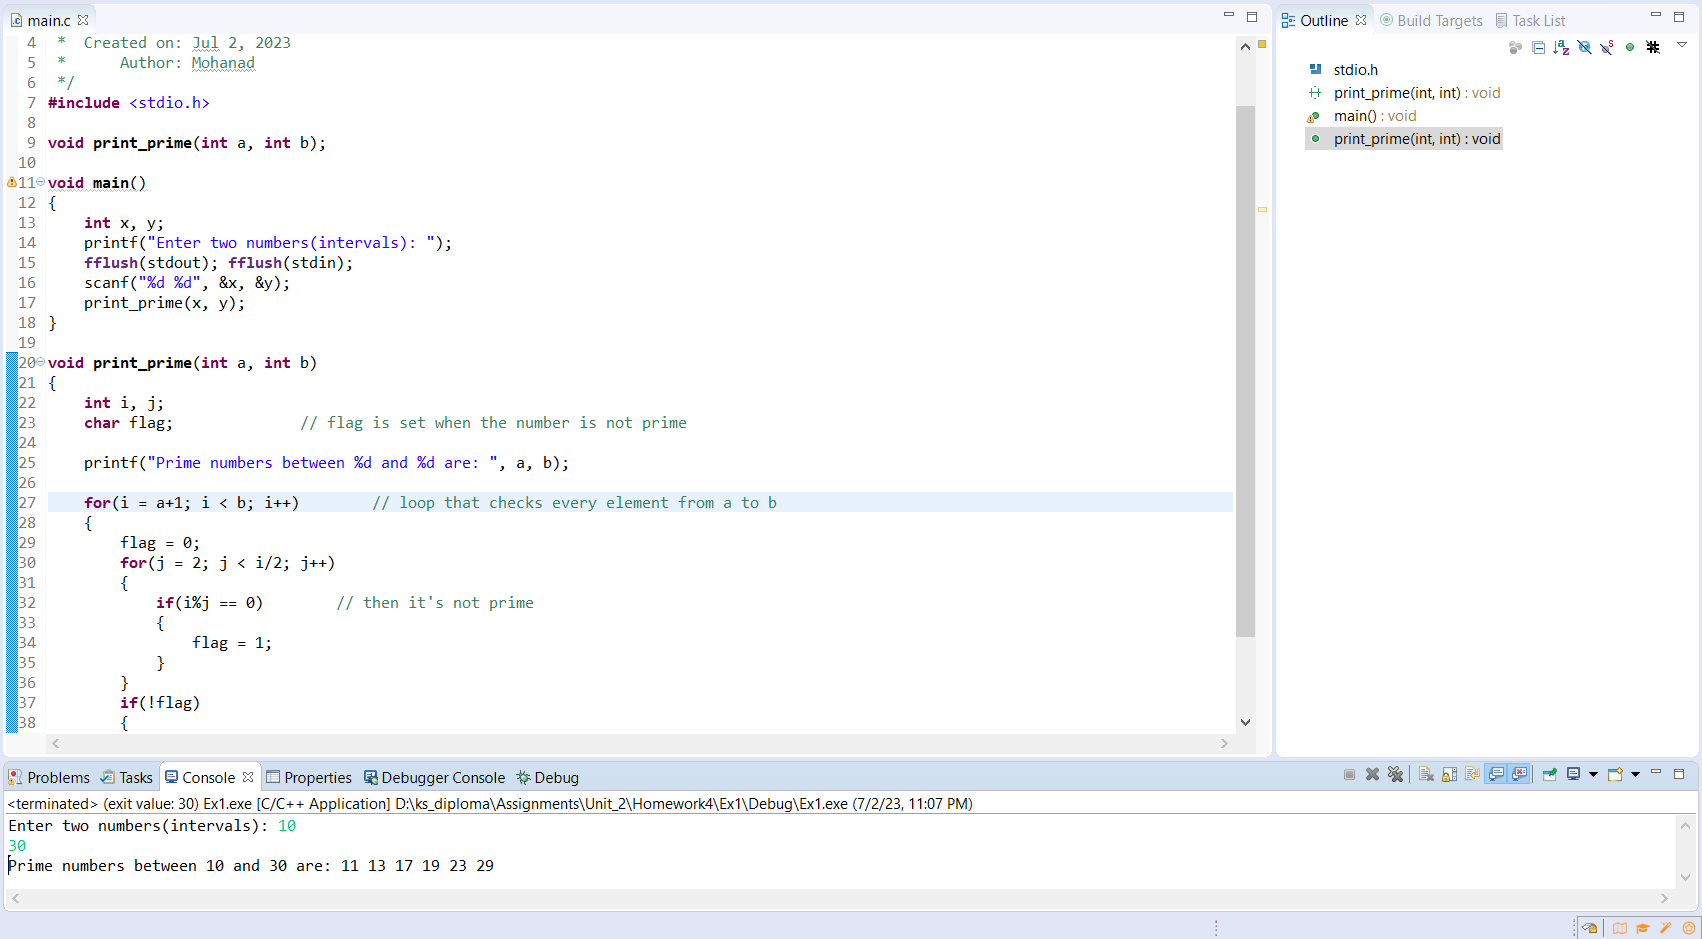 main.c
4 *  Created on: Jul 2, 2023
5 *      Author: Mohanad
6 */
7 #include <stdio.h>
8
9 void print_prime(int a, int b);
10
11 void main()
12 {
13     int x, y;
14     printf("Enter two numbers(intervals): ");
15     fflush(stdout); fflush(stdin);
16     scanf("%d %d", &x, &y);
17     print_prime(x, y);
18 }
19
20 void print_prime(int a, int b)
21 {
22     int i, j;
23     char flag;              // flag is set when the number is not prime
24
25     printf("Prime numbers between %d and %d are: ", a, b);
26
27     for(i = a+1; i < b; i++)        // loop that checks every element from a to b
28     {
29         flag = 0;
30         for(j = 2; j < i/2; j++)
31         {
32             if(i%j == 0)        // then it's not prime
33             {
34                 flag = 1;
35             }
36         }
37         if(!flag)
38         {
Outline Build Targets Task List
stdio.h
print_prime(int, int) : void
main() : void
print_prime(int, int) : void
Problems Tasks Console Properties Debugger Console Debug
<terminated> (exit value: 30) Ex1.exe [C/C++ Application] D:\ks_diploma\Assignments\Unit_2\Homework4\Ex1\Debug\Ex1.exe (7/2/23, 11:07 PM)
Enter two numbers(intervals): 10
30
Prime numbers between 10 and 30 are: 11 13 17 19 23 29